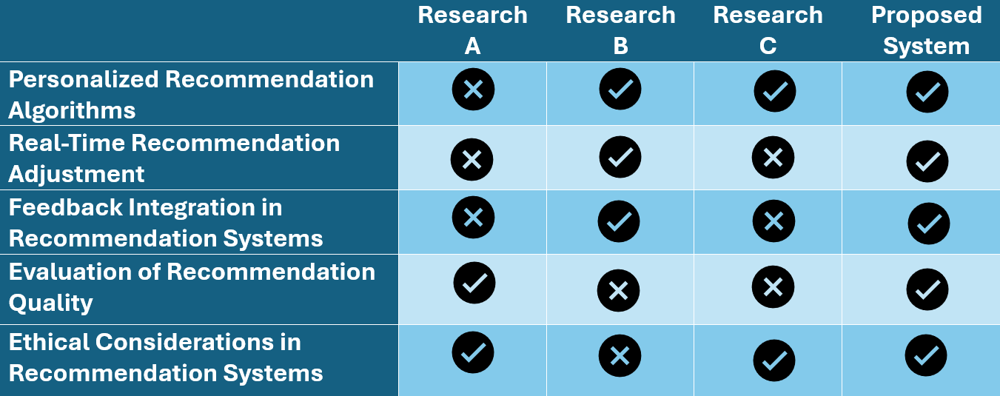 Research
A
Research
B
Research
C
Proposed
System
Personalized Recommendation
Algorithms
Real-Time Recommendation
Adjustment
Feedback Integration in
Recommendation Systems
Evaluation of Recommendation
Quality
Ethical Considerations in
Recommendation Systems